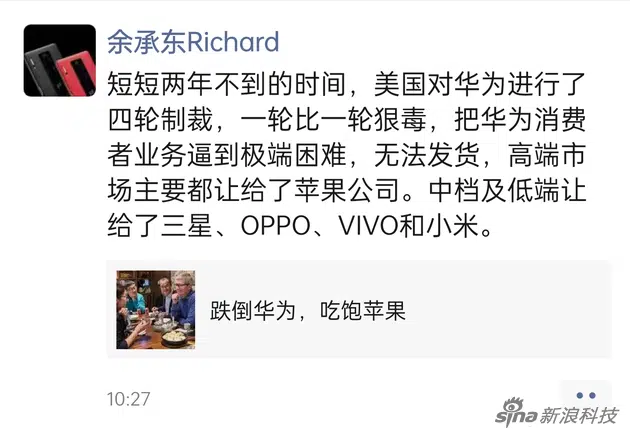 余承东Richard
短短两年不到的时间，美国对华为进行了
四轮制裁，一轮比一轮狠毒，把华为消费
者业务逼到极端困难，无法发货，高端市
场主要都让给了苹果公司。中档及低端让
给了三星、OPPO、VIVO和小米。
跌倒华为，吃饱苹果
10:27
sina新浪科技